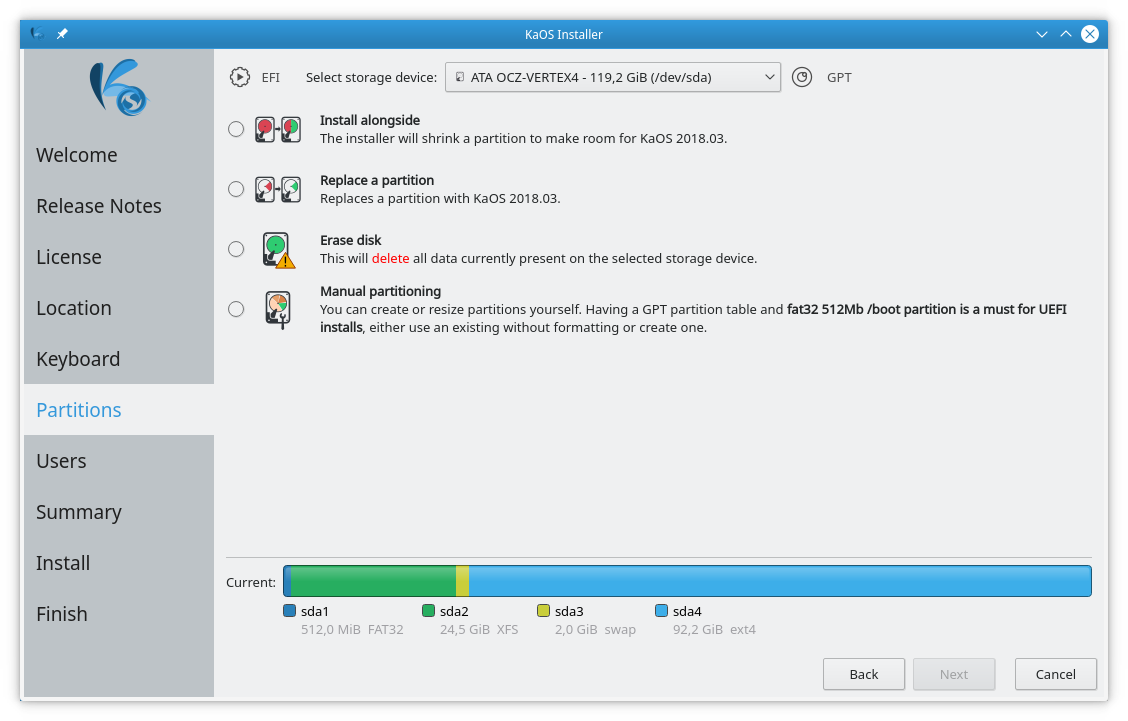 KaOS Installer
EFI Select storage device: ATA OCZ-VERTEX4 - 119,2 GiB (/dev/sda) GPT
Welcome
Release Notes
License
Location
Keyboard
Partitions
Users
Summary
Install
Finish
Install alongside
The installer will shrink a partition to make room for KaOS 2018.03.
Replace a partition
Replaces a partition with KaOS 2018.03.
Erase disk
This will delete all data currently present on the selected storage device.
Manual partitioning
You can create or resize partitions yourself. Having a GPT partition table and fat32 512Mb /boot partition is a must for UEFI
installs, either use an existing without formatting or create one.
Current:
sda1 sda2 sda3 sda4
512,0 MiB FAT32 24,5 GiB XFS 2,0 GiB swap 92,2 GiB ext4
Back Next Cancel